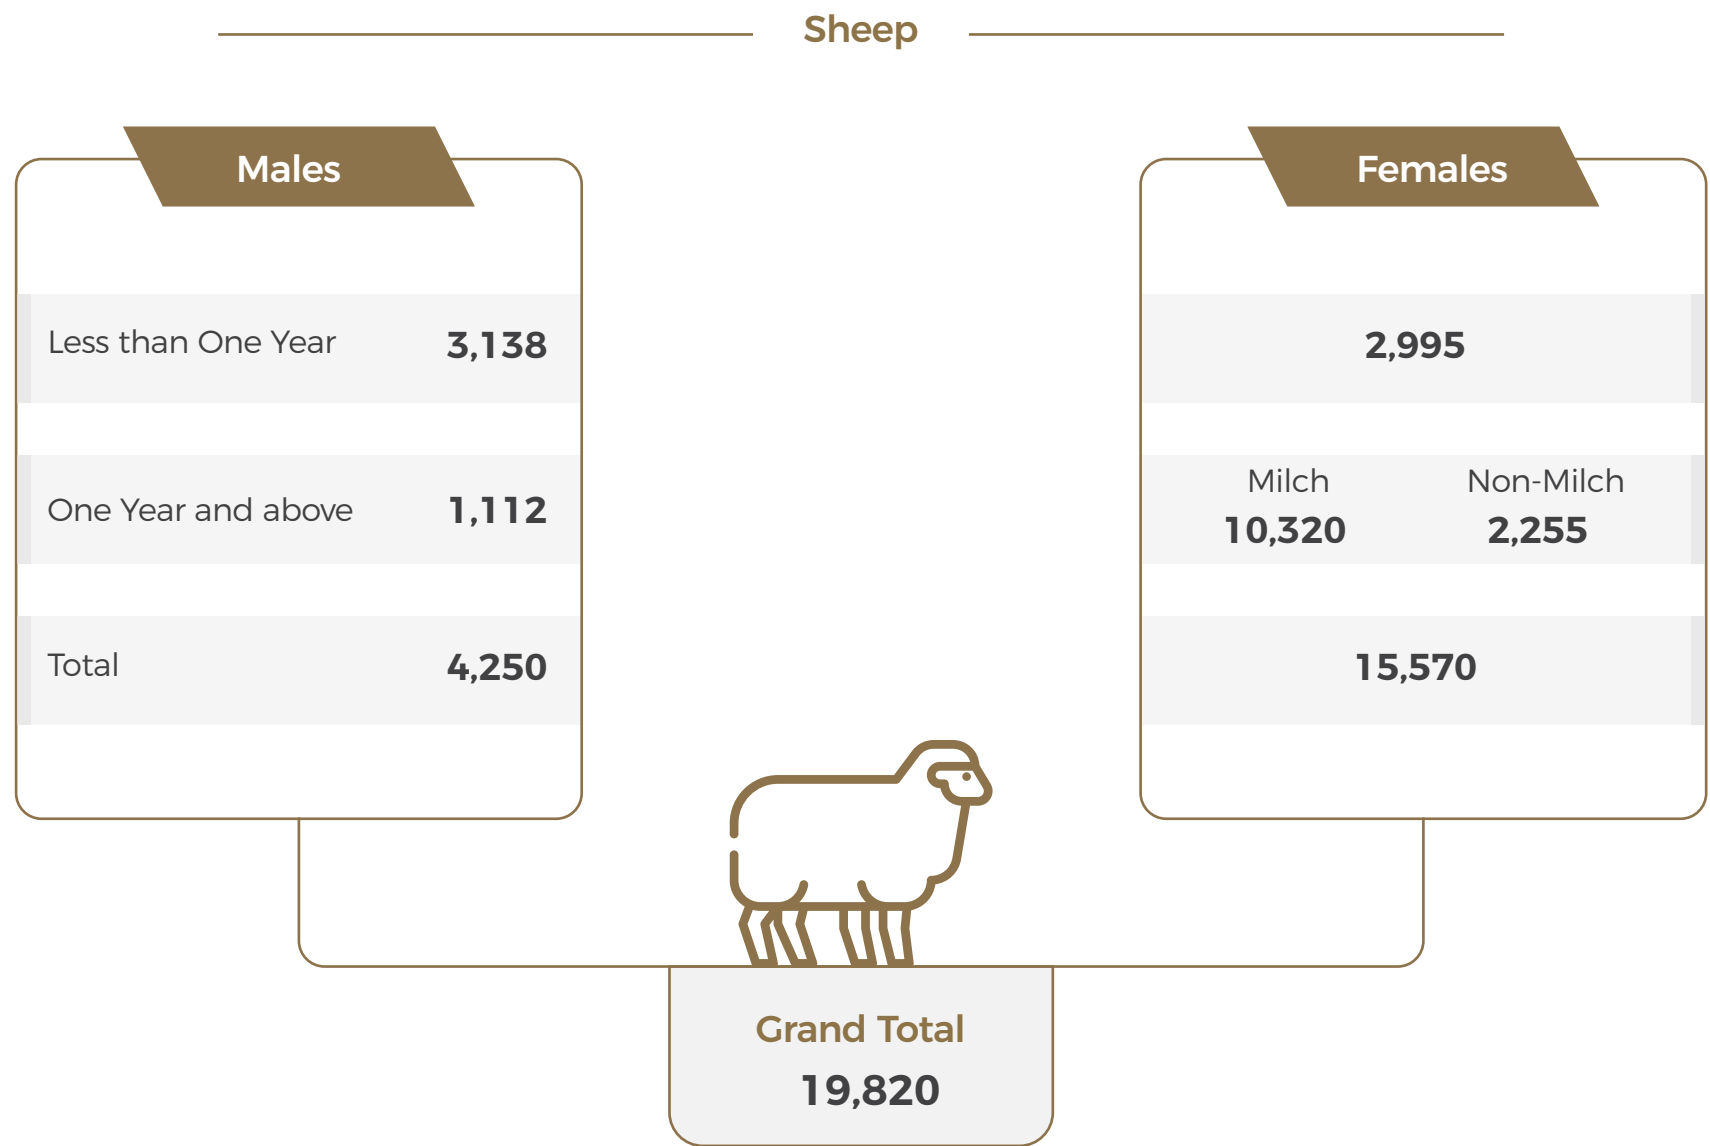 Sheep
Males
Females
Less than One Year 3,138
2,995
One Year and above 1,112
Milch Non-Milch
10,320 2,255
Total 4,250
15,570
Grand Total
19,820